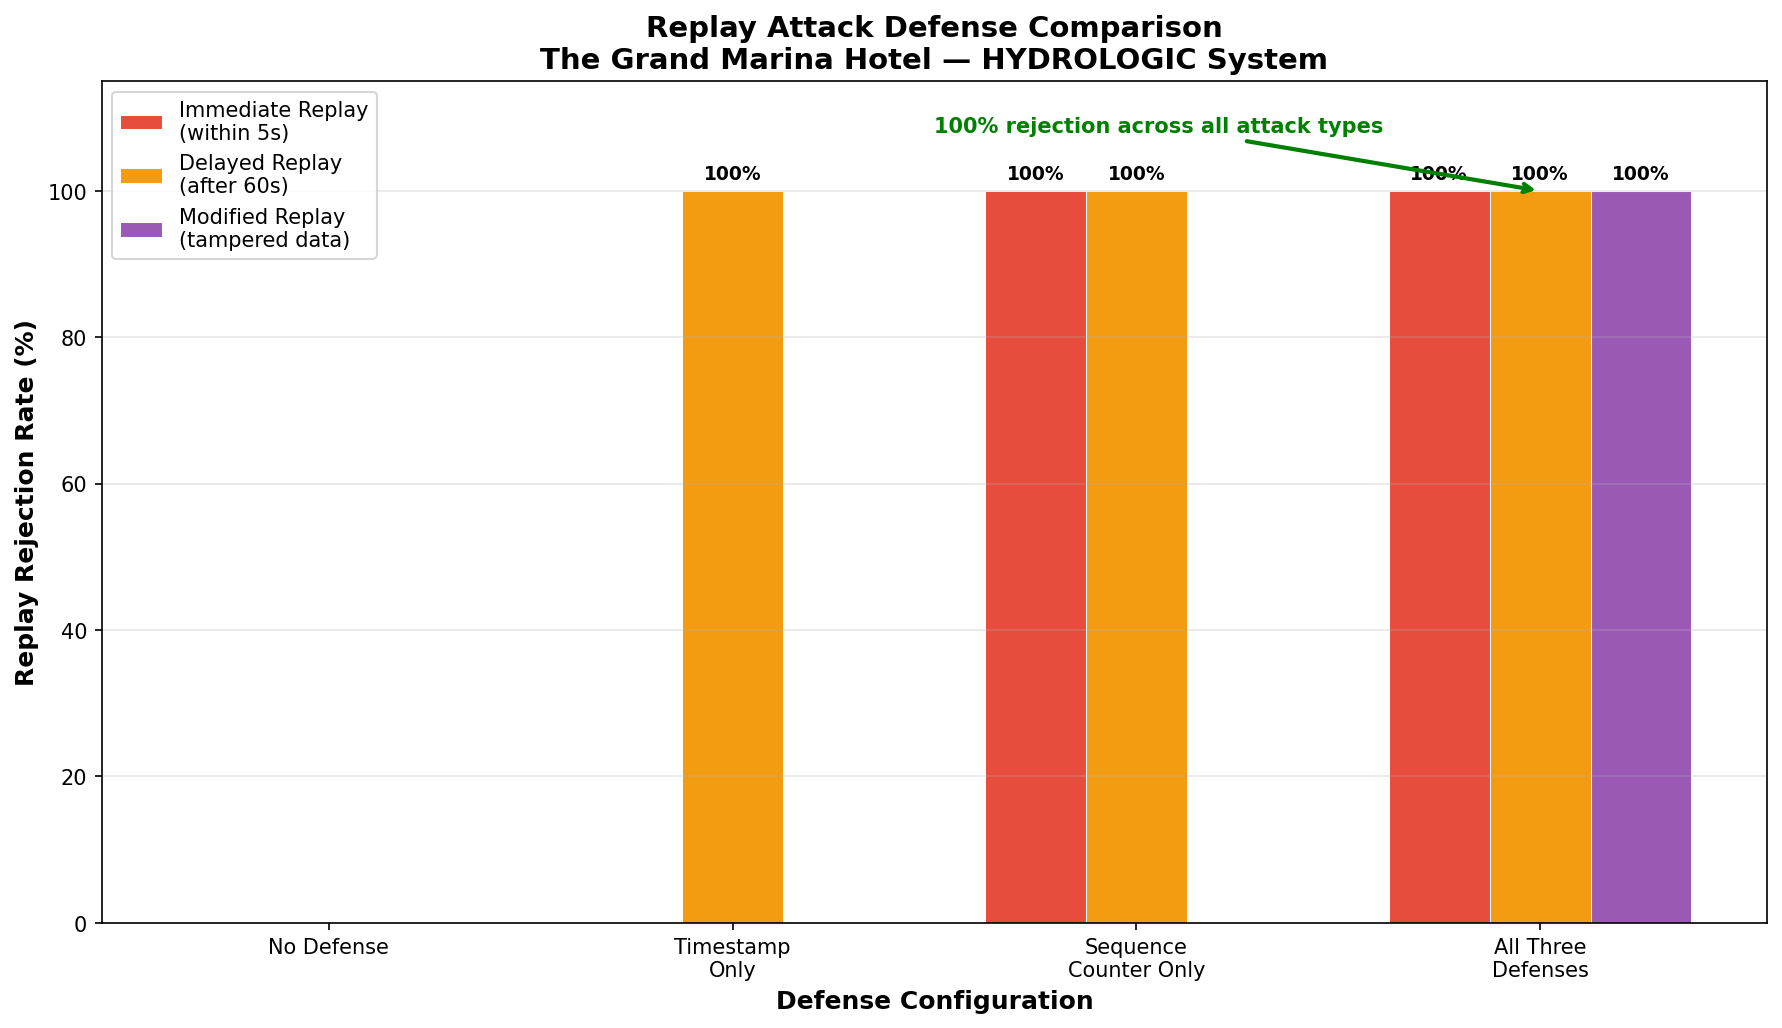 Replay Attack Defense Comparison
The Grand Marina Hotel — HYDROLOGIC System
Immediate Replay
(within 5s)
Delayed Replay
(after 60s)
Modified Replay
(tampered data)
100% rejection across all attack types
100%
100%
100%
100%
100%
100%
Replay Rejection Rate (%)
100
80
60
40
20
0
No Defense
Timestamp
Only
Sequence
Counter Only
All Three
Defenses
Defense Configuration